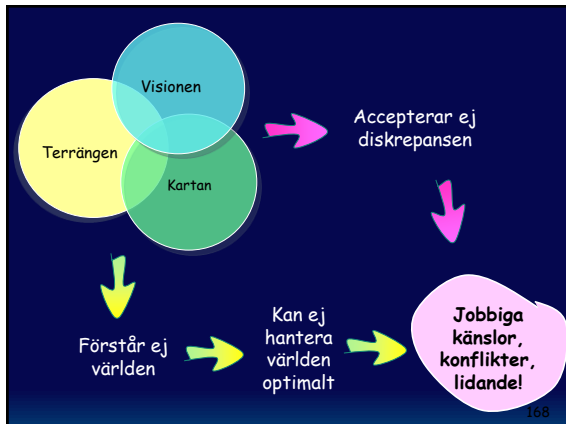 Visionen
Terrängen
Kartan
Accepterar ej
diskrepansen
Förstår ej
världen
Kan ej
hantera
världen
optimalt
Jobbiga
känslor,
konflikter,
lidande!
168